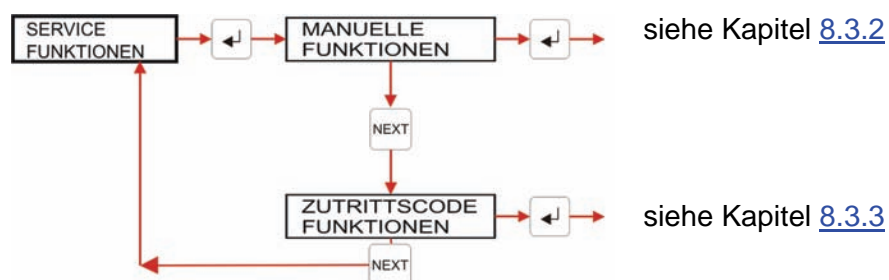 SERVICE
FUNKTIONEN
MANUELLE
FUNKTIONEN
siehe Kapitel 8.3.2
NEXT
ZUTRITTSCODE
FUNKTIONEN
siehe Kapitel 8.3.3
NEXT